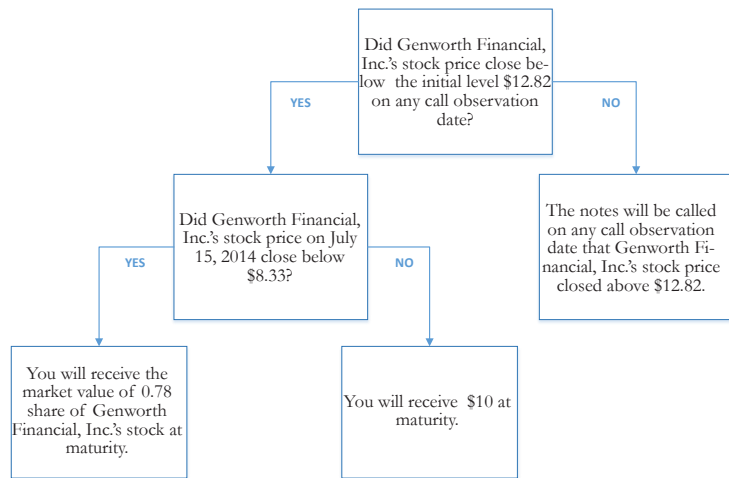 Did Genworth Financial,
Inc.'s stock price close be-
low the initial level $12.82
on any call observation
date?
YES
NO
Did Genworth Financial,
Inc.'s stock price on July
15, 2014 close below
$8.33?
The notes will be called
on any call observation
date that Genworth Fi-
nancial, Inc.'s stock price
closed above $12.82.
YES
NO
You will receive the
market value of 0.78
share of Genworth
Financial, Inc.'s stock at
maturity.
You will receive $10 at
maturity.